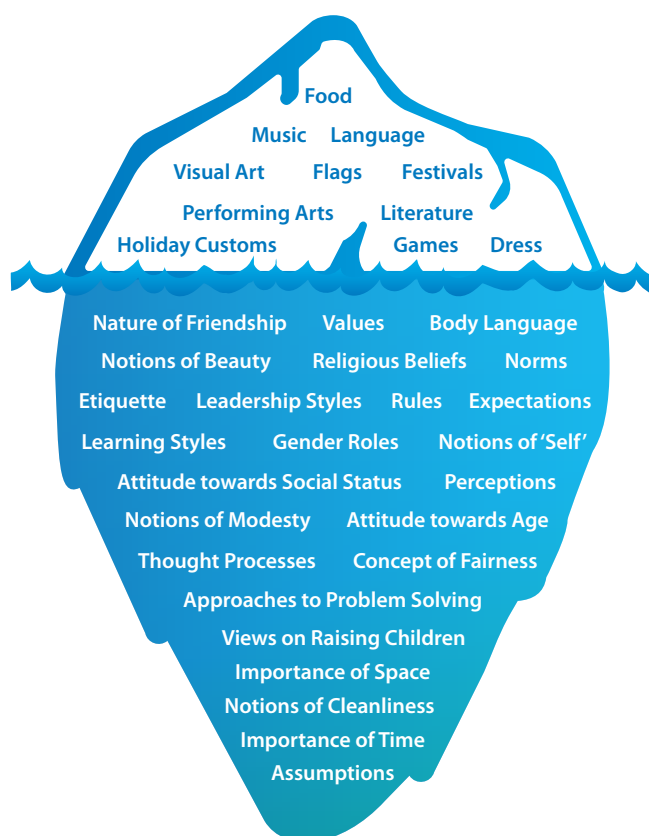 Food
Music Language
Visual Art Flags Festivals
Performing Arts Literature
Holiday Customs Games Dress
Nature of Friendship Values Body Language
Notions of Beauty Religious Beliefs Norms
Etiquette Leadership Styles Rules Expectations
Learning Styles Gender Roles Notions of ‘Self’
Attitude towards Social Status Perceptions
Notions of Modesty Attitude towards Age
Thought Processes Concept of Fairness
Approaches to Problem Solving
Views on Raising Children
Importance of Space
Notions of Cleanliness
Importance of Time
Assumptions